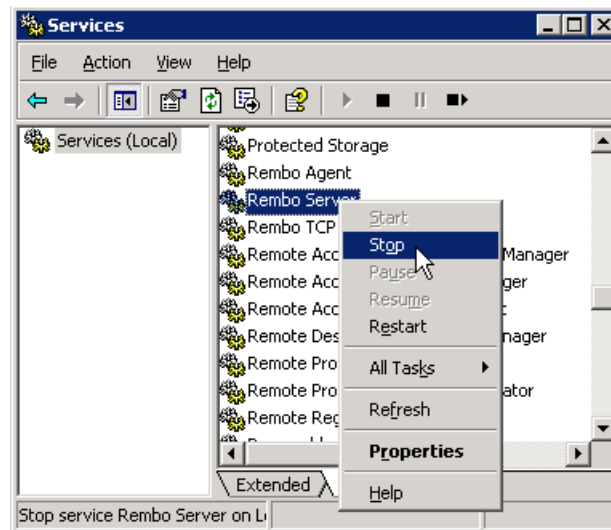 Services
File Action View Help
Services (Local)
Protected Storage
Rembo Agent
Rembo Server
Rembo TCP
Remote Acc Manager
Remote Acc ger
Remote Acc
Remote Des nager
Remote Pro
Remote Pro ator
Remote Reg
Start
Stop
Pause
Resume
Restart
All Tasks
Refresh
Properties
Help
Extended
Stop service Rembo Server on L